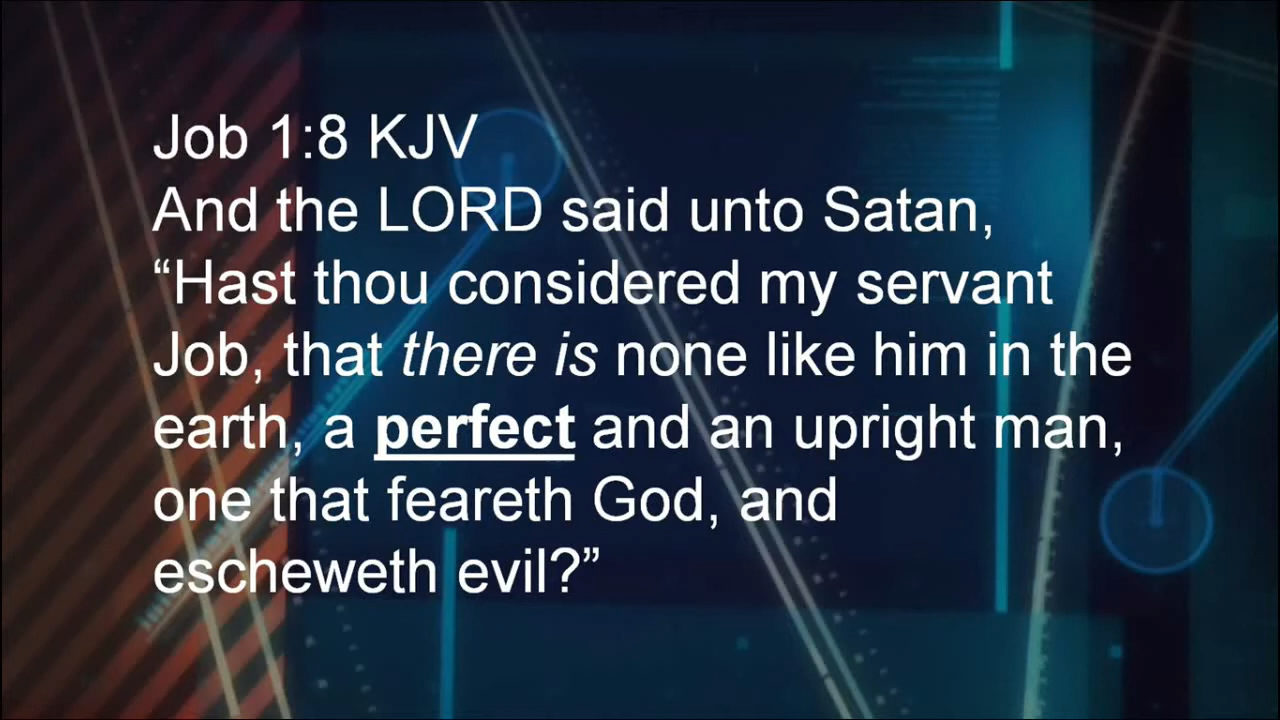 Job 1:8 KJV
And the LORD said unto Satan,
“Hast thou considered my servant
Job, that there is none like him in the
earth, a perfect and an upright man,
one that feareth God, and
escheweth evil?”